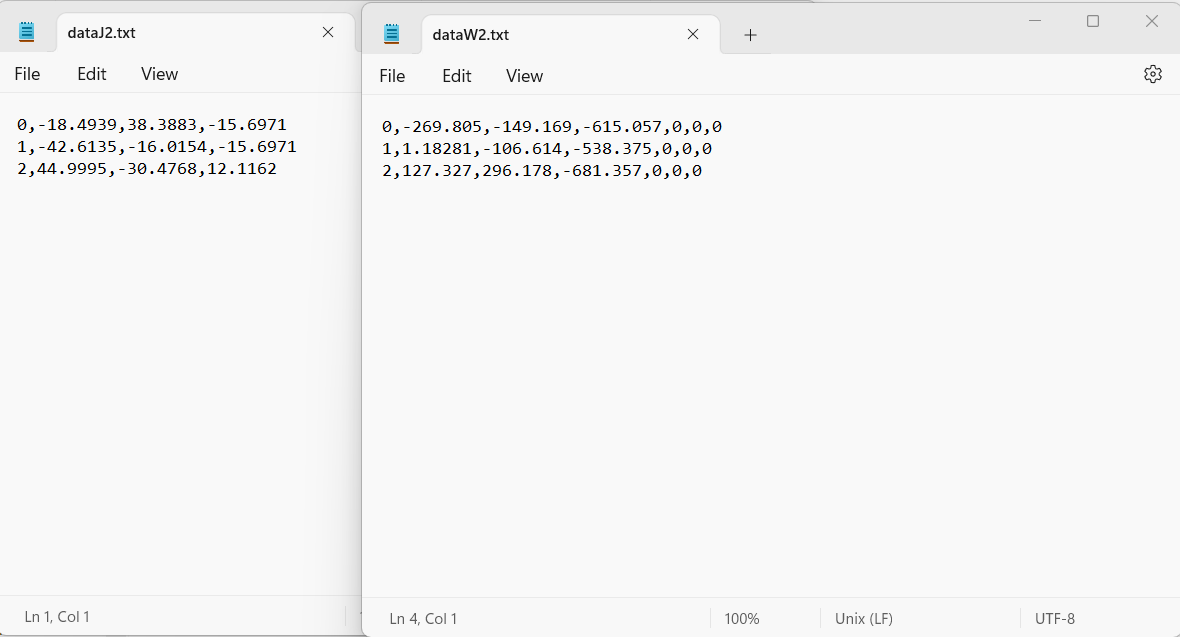 dataJ2.txt
File Edit View
0,-18.4939,38.3883,-15.6971
1,-42.6135,-16.0154,-15.6971
2,44.9995,-30.4768,12.1162
Ln 1, Col 1
dataW2.txt
File Edit View
0,-269.805,-149.169,-615.057,0,0,0
1,1.18281,-106.614,-538.375,0,0,0
2,127.327,296.178,-681.357,0,0,0
Ln 4, Col 1 100% Unix (LF) UTF-8